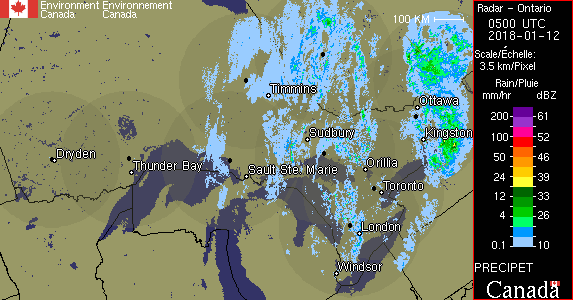 Environment Environnement
Canada Canada
100 KM
Timmins
Ottawa
Sudbury
Kingston
Dryden
Thunder Bay
Sault Ste. Marie
Orillia
Toronto
London
Windsor
Radar - Ontario
0500 UTC
2018-01-12
Scale/Échelle:
3.5 km/Pixel
Rain/Pluie
mm/hr dBZ
200 61
100 52
50 46
24 39
12 33
4 26
0.1 10
PRECIPET
Canada